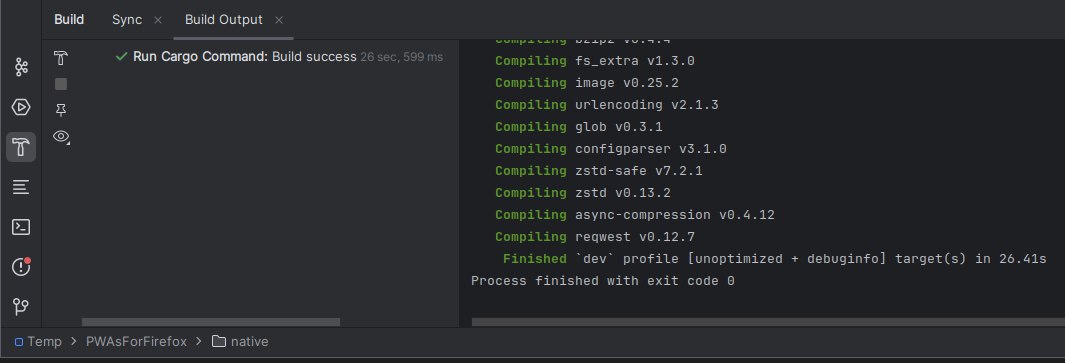 Build Sync × Build Output ×
Run Cargo Command: Build success 26 sec, 599 ms
Compiling bzip2 v0.4.4
Compiling fs_extra v1.3.0
Compiling image v0.25.2
Compiling urlencoding v2.1.3
Compiling glob v0.3.1
Compiling configparser v3.1.0
Compiling zstd-safe v7.2.1
Compiling zstd v0.13.2
Compiling async-compression v0.4.12
Compiling reqwest v0.12.7
Finished `dev` profile [unoptimized + debuginfo] target(s) in 26.41s
Process finished with exit code 0
Temp > PWAsForFirefox > native